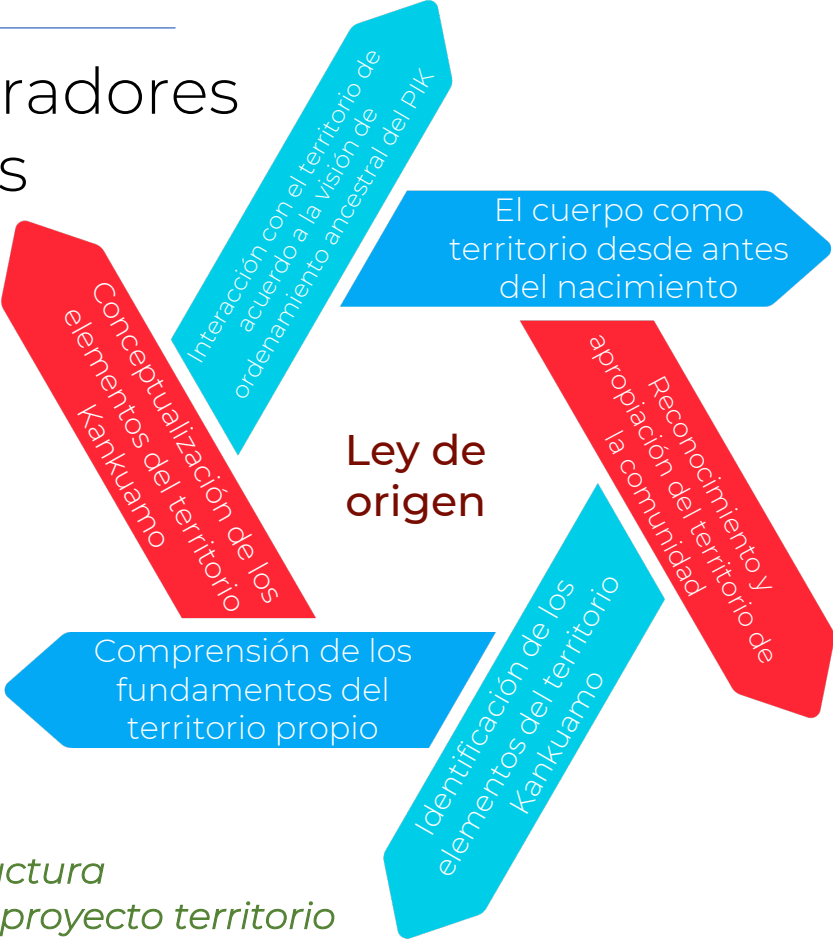 radores
s
Interacción con el territorio de
acuerdo a la visión de
ordenamiento ancestral del PIK
El cuerpo como
territorio desde antes
del nacimiento
Reconocimiento y
apropiación del territorio de
la comunidad
Identificación de los
elementos del territorio
Kankuamo
Comprensión de los
fundamentos del
territorio propio
Conceptualización de los
elementos del territorio
Kankuamo
Ley de
origen
ctura
proyecto territorio